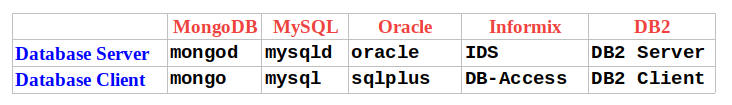 MongoDB MySQL Oracle Informix DB2
Database Server mongod mysqld oracle IDS DB2 Server
Database Client mongo mysql sqlplus DB-Access DB2 Client